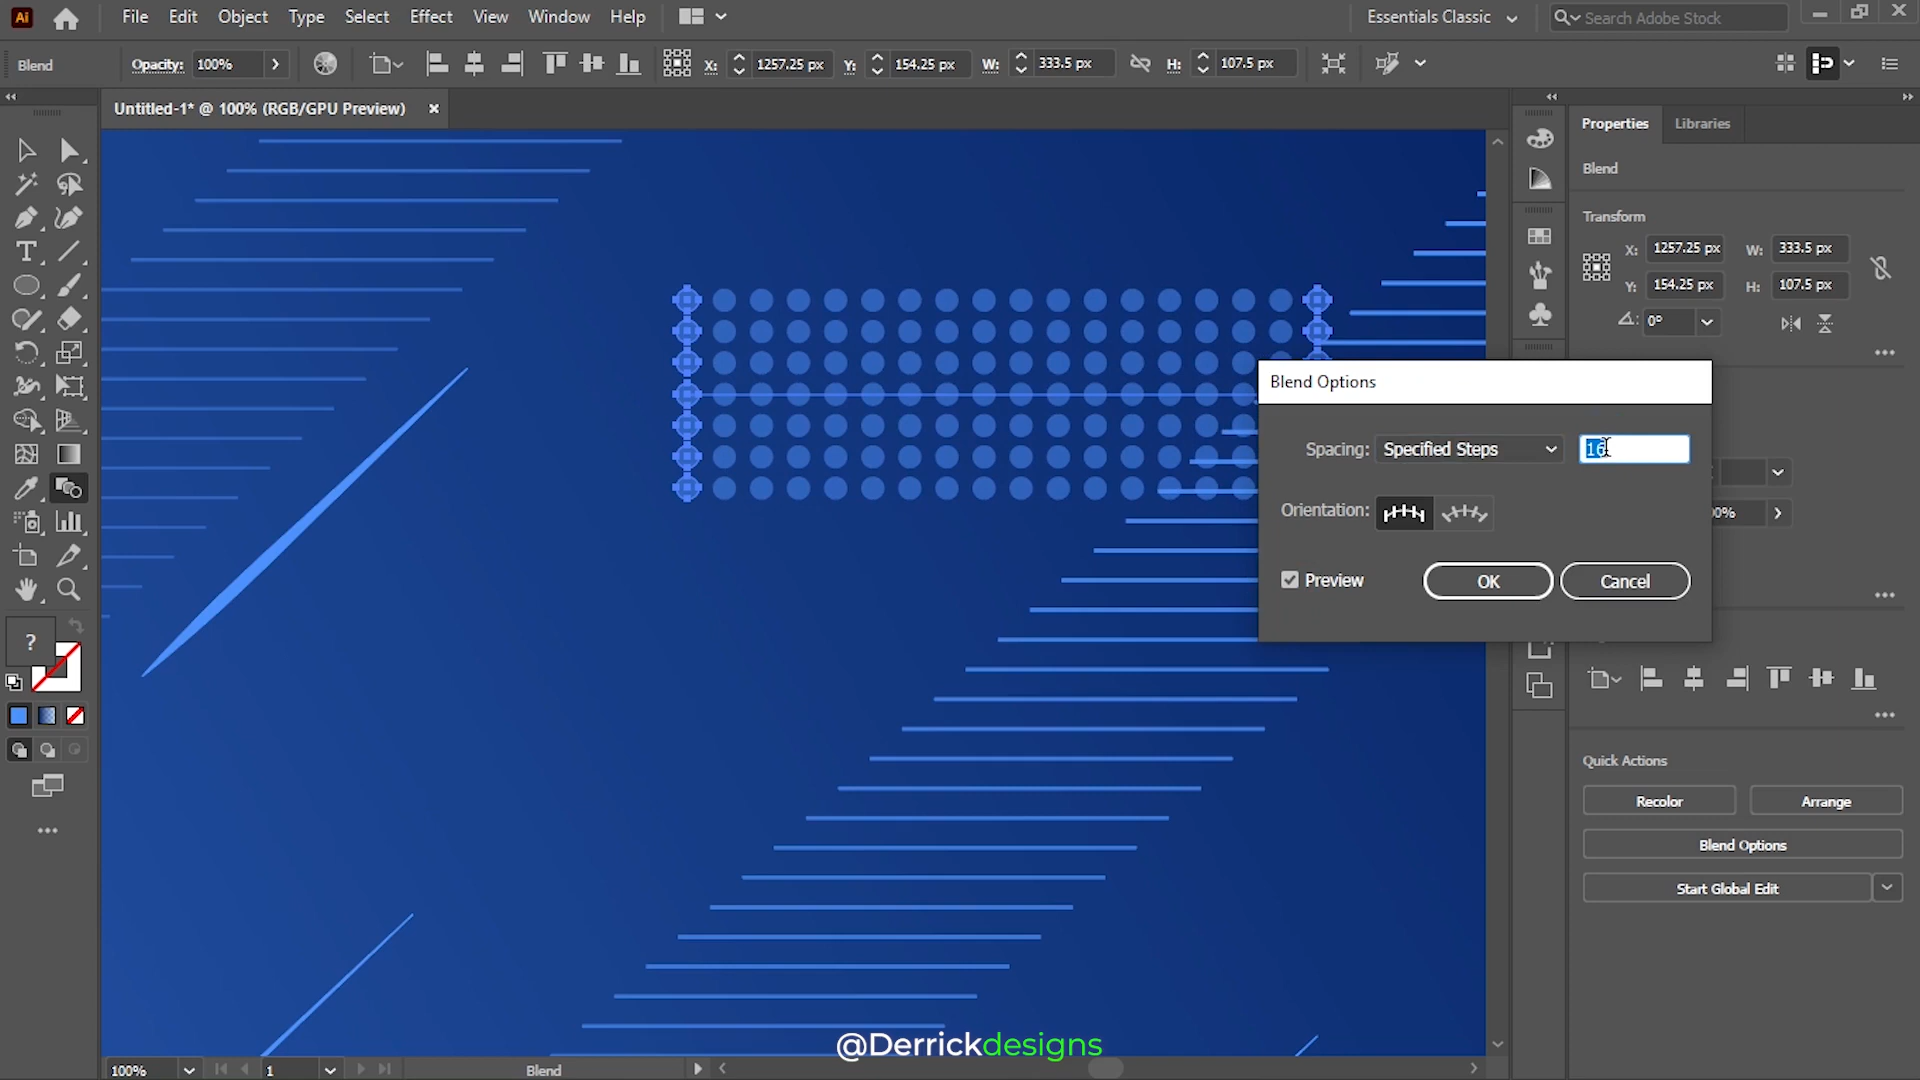 Ai File Edit Object Type Select Effect View Window Help Essentials Classic Search Adobe Stock
Blend Opacity: 100% X: 1257.25 px Y: 154.25 px W: 333.5 px H: 107.5 px
Untitled-1* @ 100% (RGB/GPU Preview)
Properties Libraries
Blend
Transform
X: 1257.25 px W: 333.5 px
Y: 154.25 px H: 107.5 px
0°
Blend Options
Spacing: Specified Steps 16
Orientation:
Preview OK Cancel
T
?
Quick Actions
Recolor Arrange
Blend Options
Start Global Edit
@Derrickdesigns
100% 1 Blend